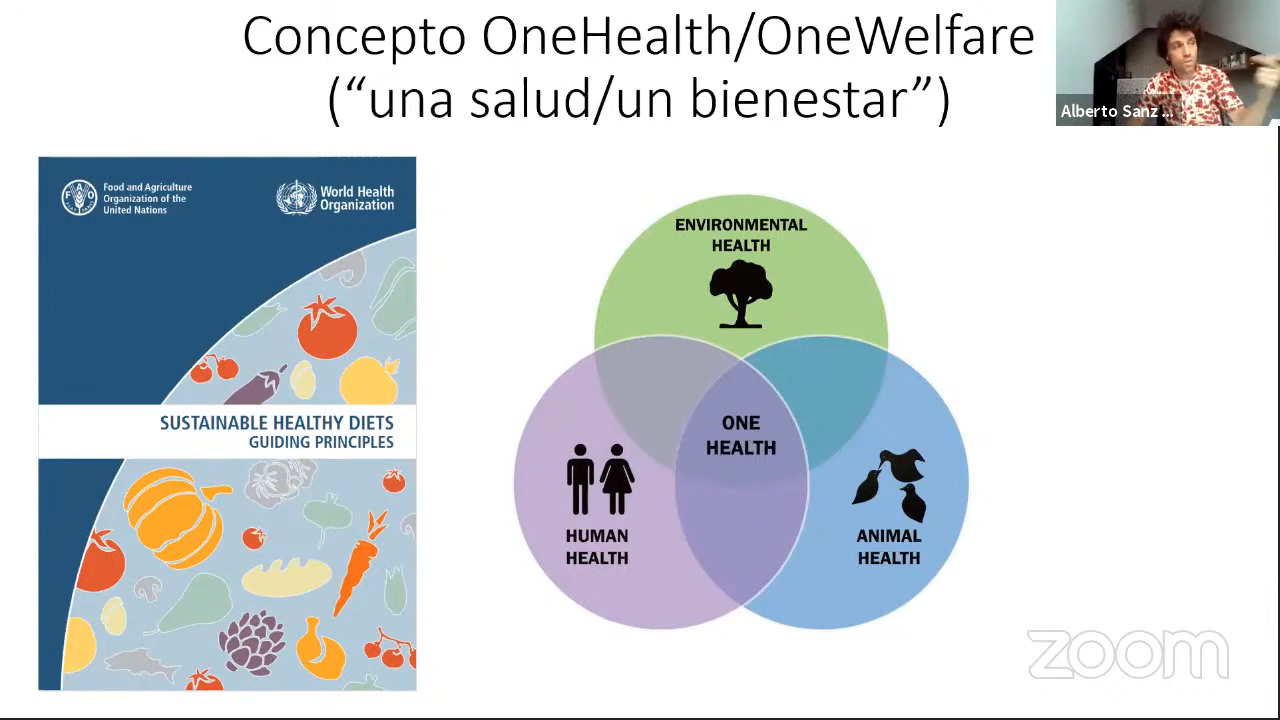 Concepto OneHealth/OneWelfare
(“una salud/un bienestar”)
Alberto Sanz ...
Food and Agriculture
Organization of the
United Nations
World Health
Organization
SUSTAINABLE HEALTHY DIETS
GUIDING PRINCIPLES
ENVIRONMENTAL
HEALTH
ONE
HEALTH
HUMAN
HEALTH
ANIMAL
HEALTH
zoom